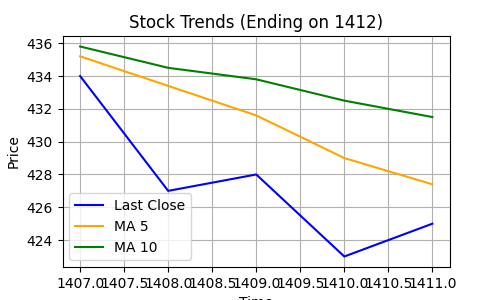 Stock Trends (Ending on 1412)
436
434
432
430
428
426
424
Price
Last Close
MA 5
MA 10
1407.0 1407.5 1408.0 1408.5 1409.0 1409.5 1410.0 1410.5 1411.0
Time